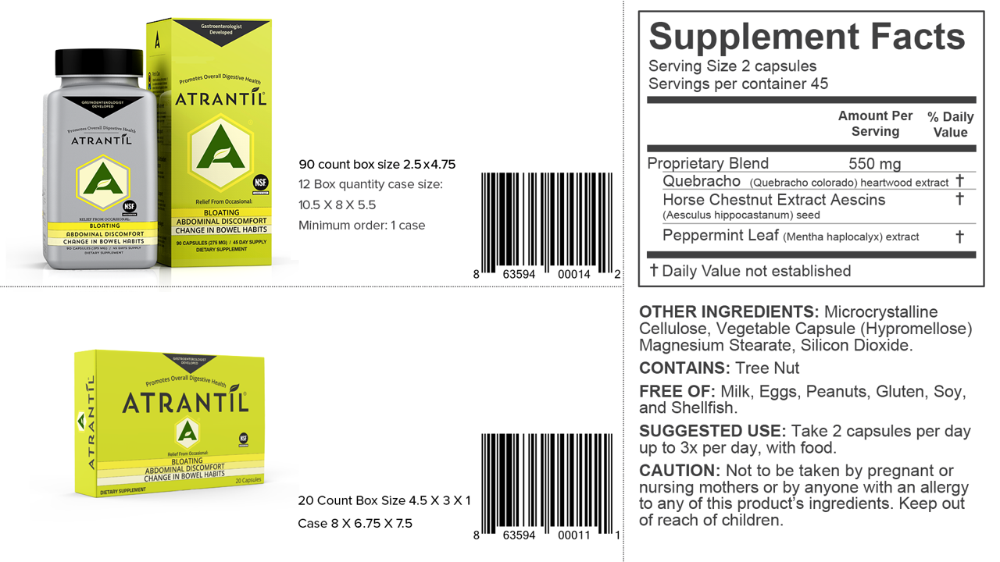 Gastroenterologist
Developed
Promotes Overall Digestive Health
ATRANTÍL®
A
NSF
Relief From Occasional:
BLOATING
ABDOMINAL DISCOMFORT
CHANGE IN BOWEL HABITS
90 CAPSULES (275 MG) / 45 DAY SUPPLY
DIETARY SUPPLEMENT
GASTROENTEROLOGIST
DEVELOPED
Promotes Overall Digestive Health
ATRANTÍL
A
NSF
RELIEF FROM OCCASIONAL:
BLOATING
ABDOMINAL DISCOMFORT
CHANGE IN BOWEL HABITS
90 CAPSULES (275 MG) / 45 DAYS SUPPLY
DIETARY SUPPLEMENT
90 count box size 2.5x4.75
12 Box quantity case size:
10.5 X 8 X 5.5
Minimum order: 1 case
8 63594 00014 2
GASTROENTEROLOGIST
DEVELOPED
Promotes Overall Digestive Health
ATRANTÍL®
ATRANTÍL
A
NSF
Relief From Occasional:
BLOATING
ABDOMINAL DISCOMFORT
CHANGE IN BOWEL HABITS
20 Capsules
DIETARY SUPPLEMENT
20 Count Box Size 4.5 X 3 X 1
Case 8 X 6.75 X 7.5
8 63594 00011 1
Supplement Facts
Serving Size 2 capsules
Servings per container 45
Amount Per
Serving
% Daily
Value
Proprietary Blend 550 mg
Quebracho (Quebracho colorado) heartwood extract †
Horse Chestnut Extract Aescins †
(Aesculus hippocastanum) seed
Peppermint Leaf (Mentha haplocalyx) extract †
† Daily Value not established
OTHER INGREDIENTS: Microcrystalline
Cellulose, Vegetable Capsule (Hypromellose)
Magnesium Stearate, Silicon Dioxide.
CONTAINS: Tree Nut
FREE OF: Milk, Eggs, Peanuts, Gluten, Soy,
and Shellfish.
SUGGESTED USE: Take 2 capsules per day
up to 3x per day, with food.
CAUTION: Not to be taken by pregnant or
nursing mothers or by anyone with an allergy
to any of this product’s ingredients. Keep out
of reach of children.